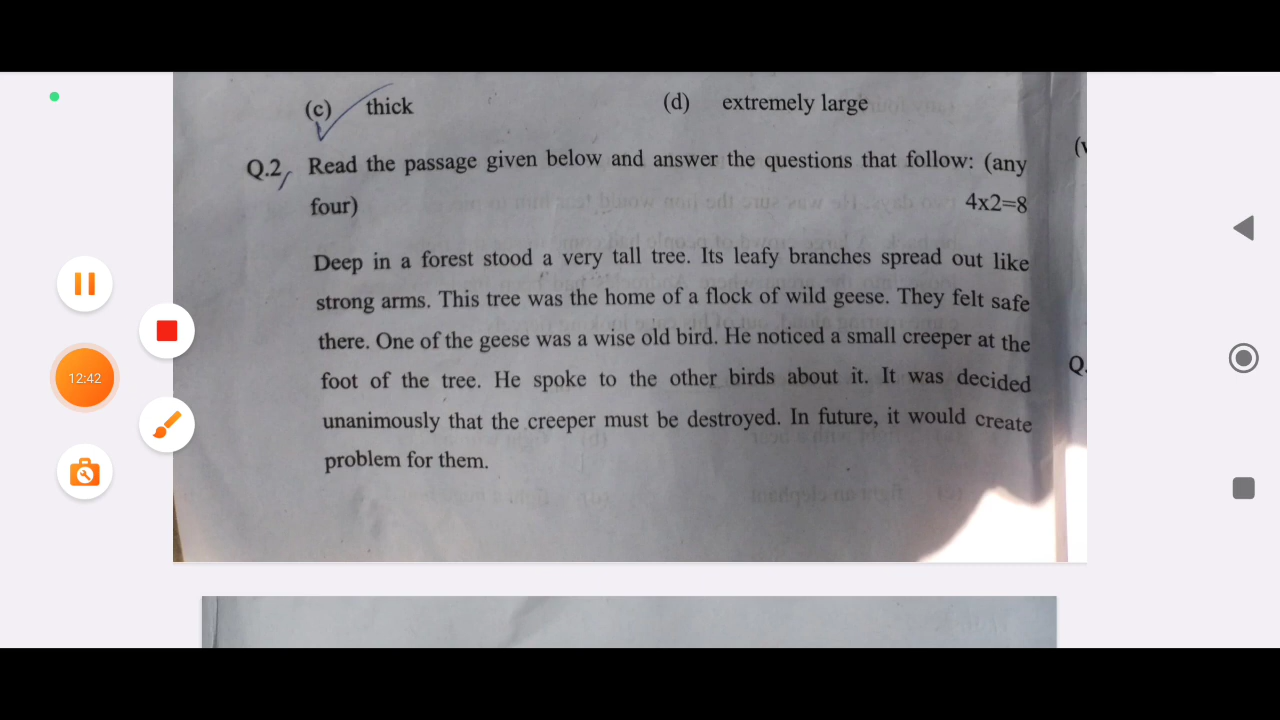 (c) thick (d) extremely large
Q.2 Read the passage given below and answer the questions that follow: (any
four) 4x2=8
Deep in a forest stood a very tall tree. Its leafy branches spread out like
strong arms. This tree was the home of a flock of wild geese. They felt safe
there. One of the geese was a wise old bird. He noticed a small creeper at the
foot of the tree. He spoke to the other birds about it. It was decided
unanimously that the creeper must be destroyed. In future, it would create
problem for them.
12:42
(v
Q.